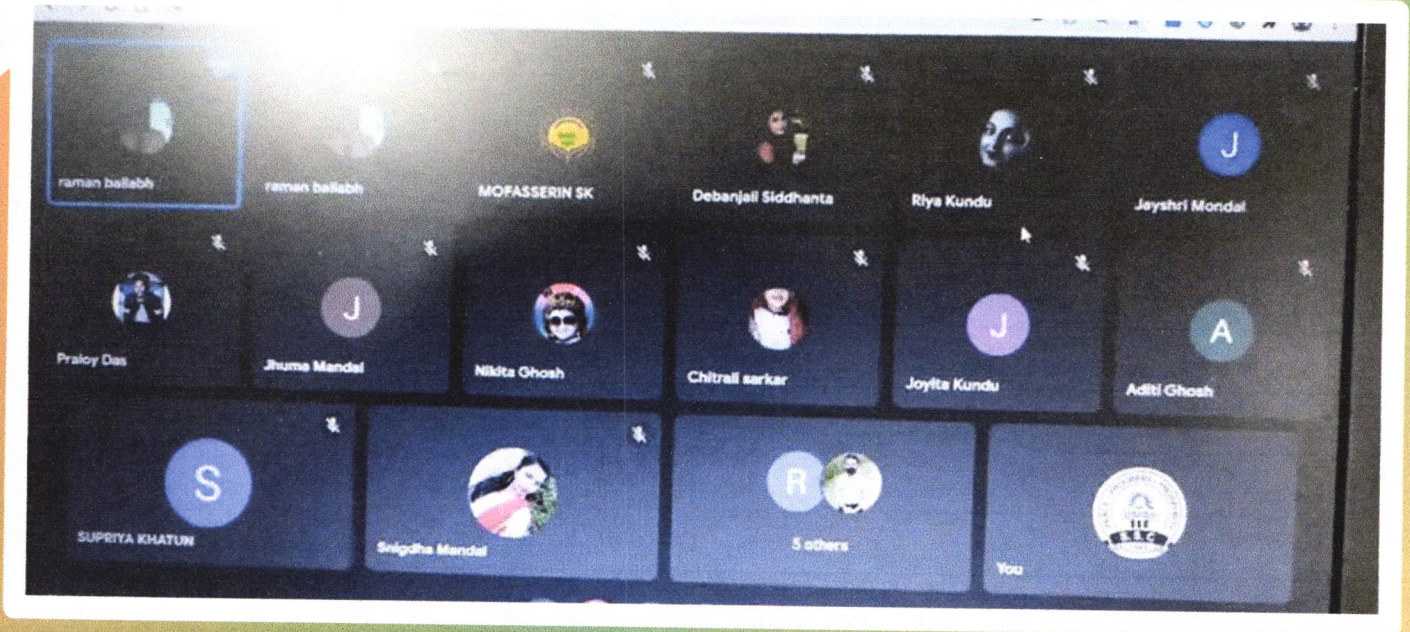 raman ballabh
raman ballabh
MOFASSERIN SK
Debanjali Siddhanta
Riya Kundu
J
Jayshri Mondal
Praloy Das
J
Jhuma Mandal
Nikita Ghosh
Chitrali sarkar
J
Joyita Kundu
A
Aditi Ghosh
S
SUPRIYA KHATUN
Snigdha Mandal
R
5 others
S.S.C
You